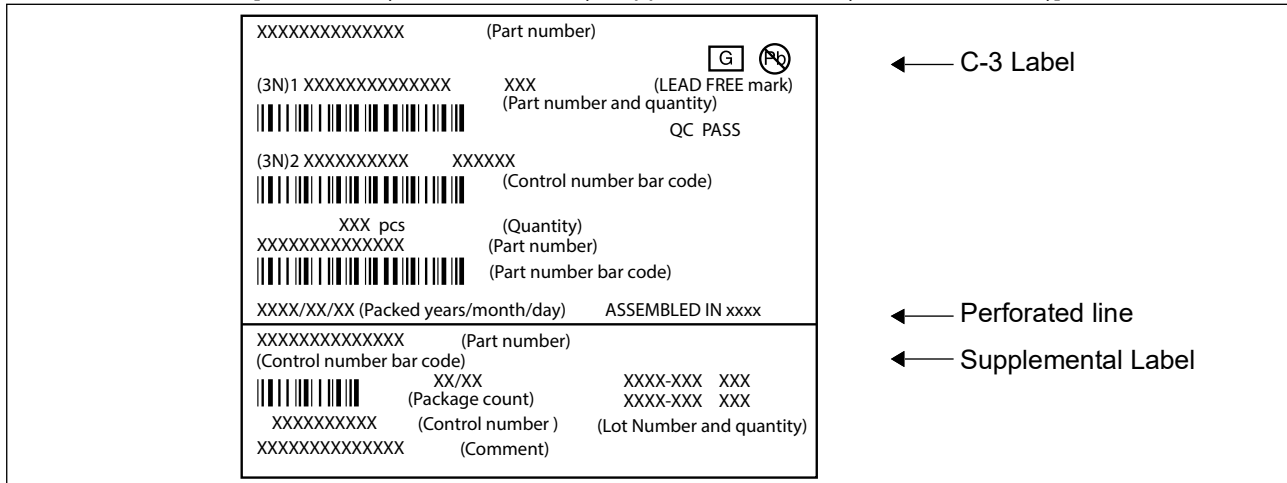 XXXXXXXXXXXXXX (Part number)
G Pb
C-3 Label
(3N)1 XXXXXXXXXXXXXX XXX (LEAD FREE mark)
(Part number and quantity)
QC PASS
(3N)2 XXXXXXXXXX XXXXXX
(Control number bar code)
XXX pcs (Quantity)
XXXXXXXXXXXXXX (Part number)
(Part number bar code)
XXXX/XX/XX (Packed years/month/day) ASSEMBLED IN xxxx
Perforated line
XXXXXXXXXXXXXX (Part number)
(Control number bar code)
Supplemental Label
XX/XX XXXX-XXX XXX
(Package count) XXXX-XXX XXX
XXXXXXXXXX (Control number ) (Lot Number and quantity)
XXXXXXXXXXXXXX (Comment)